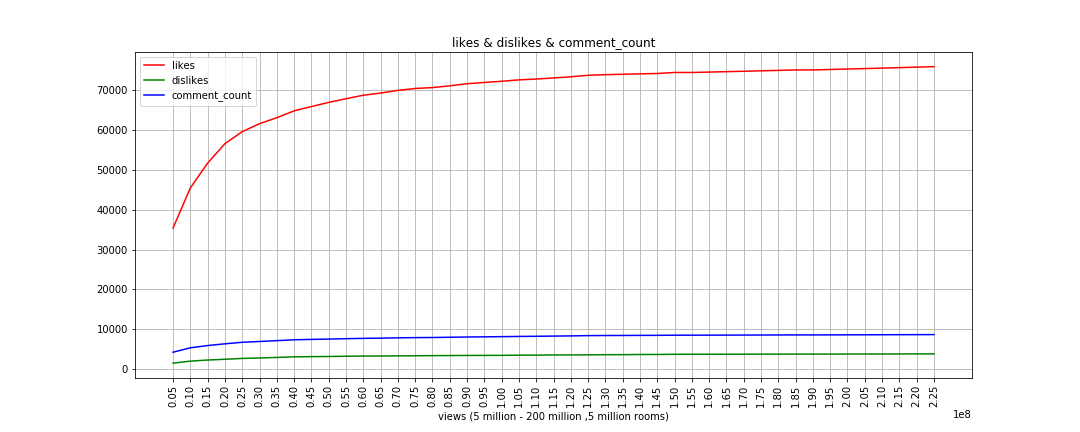 likes & dislikes & comment_count
likes
dislikes
comment_count
70000
60000
50000
40000
30000
20000
10000
0
0.05 0.10 0.15 0.20 0.25 0.30 0.35 0.40 0.45 0.50 0.55 0.60 0.65 0.70 0.75 0.80 0.85 0.90 0.95 1.00 1.05 1.10 1.15 1.20 1.25 1.30 1.35 1.40 1.45 1.50 1.55 1.60 1.65 1.70 1.75 1.80 1.85 1.90 1.95 2.00 2.05 2.10 2.15 2.20 2.25
1e8
views (5 million - 200 million ,5 million rooms)